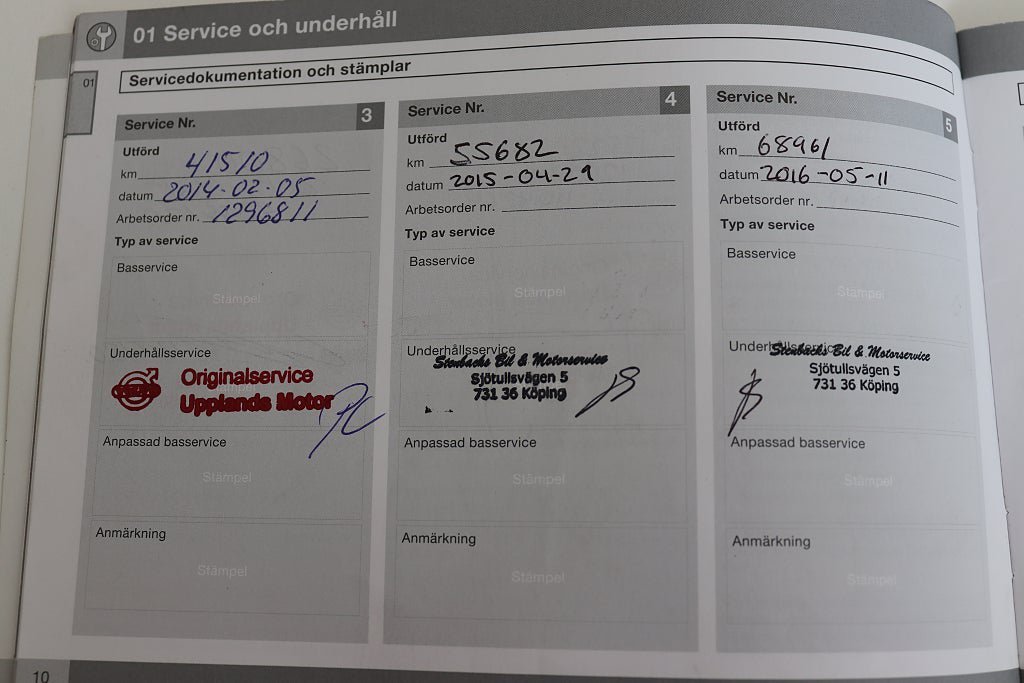 01 Service och underhåll
01
Servicedokumentation och stämplar
Service Nr. 3
Utförd
km 41510
datum 2014-02-05
Arbetsorder nr. 1296811
Typ av service
Basservice
Stämpel
Underhållsservice
VOLVO
Originalservice
Upplands Motor
Anpassad basservice
Stämpel
Anmärkning
Stämpel
Service Nr. 4
Utförd
km 55682
datum 2015-04-29
Arbetsorder nr.
Typ av service
Basservice
Stämpel
Underhållsservice
Stenbacks Bil & Motorservice
Sjötullsvägen 5
731 36 Köping
Anpassad basservice
Stämpel
Anmärkning
Stämpel
Service Nr. 5
Utförd
km 68961
datum 2016-05-11
Arbetsorder nr.
Typ av service
Basservice
Stämpel
Underhållsservice
Stenbacks Bil & Motorservice
Sjötullsvägen 5
731 36 Köping
Anpassad basservice
Stämpel
Anmärkning
Stämpel
10